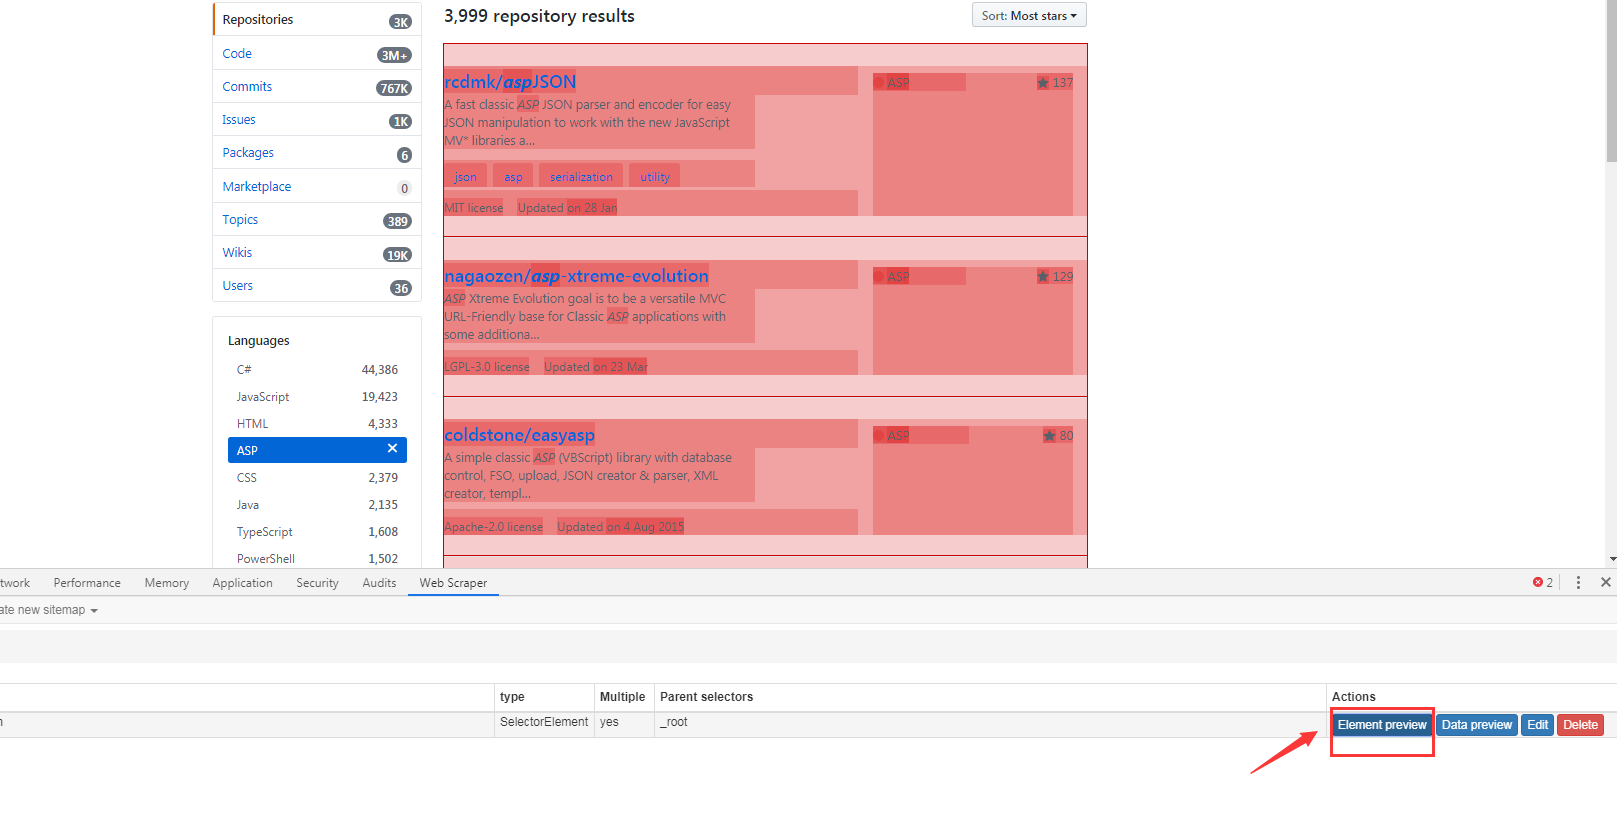 Repositories 3K
Code 3M+
Commits 767K
Issues 1K
Packages 6
Marketplace 0
Topics 389
Wikis 19K
Users 36
Languages
C# 44,386
JavaScript 19,423
HTML 4,333
ASP ✕
CSS 2,379
Java 2,135
TypeScript 1,608
PowerShell 1,502
3,999 repository results
Sort: Most stars
rcdmk/aspJSON
ASP
137
A fast classic ASP JSON parser and encoder for easy
JSON manipulation to work with the new JavaScript
MV* libraries a...
json asp serialization utility
MIT license Updated on 28 Jan
nagaozen/asp-xtreme-evolution
ASP
129
ASP Xtreme Evolution goal is to be a versatile MVC
URL-Friendly base for Classic ASP applications with
some additiona...
LGPL-3.0 license Updated on 23 Mar
coldstone/easyasp
ASP
80
A simple classic ASP (VBScript) library with database
control, FSO, upload, JSON creator & parser, XML
creator, templ...
Apache-2.0 license Updated on 4 Aug 2015
twork Performance Memory Application Security Audits Web Scraper 2
ate new sitemap
type Multiple Parent selectors Actions
n SelectorElement yes _root Element preview Data preview Edit Delete